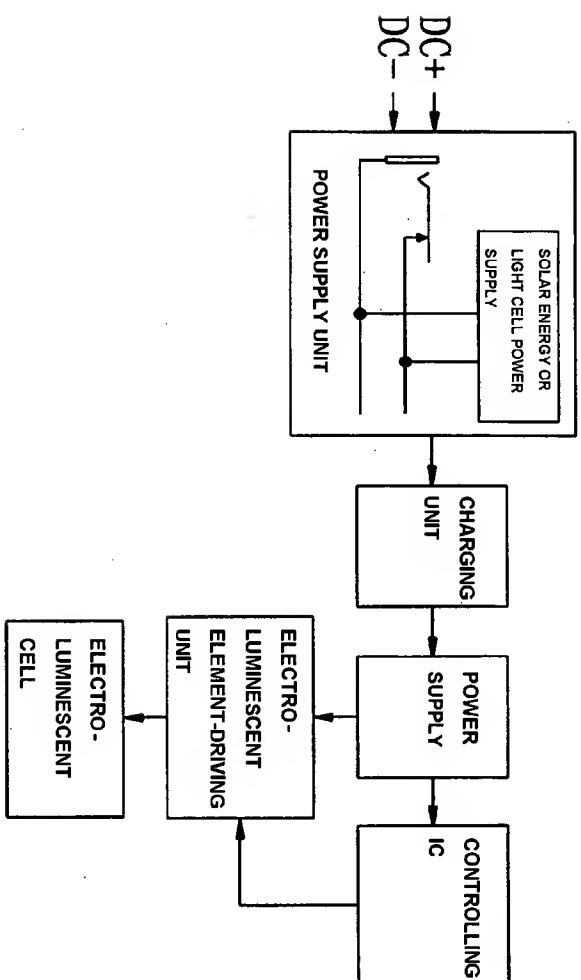 DC+
DC-
SOLAR ENERGY OR
LIGHT CELL POWER
SUPPLY
POWER SUPPLY UNIT
CHARGING
UNIT
POWER
SUPPLY
CONTROLLING
IC
ELECTRO-
LUMINESCENT
ELEMENT-DRIVING
UNIT
ELECTRO-
LUMINESCENT
CELL